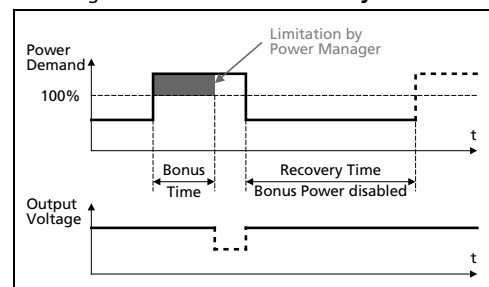 Limitation by
Power Manager
Power
Demand
100%
t
Bonus
Time
Recovery Time
Bonus Power disabled
Output
Voltage
t